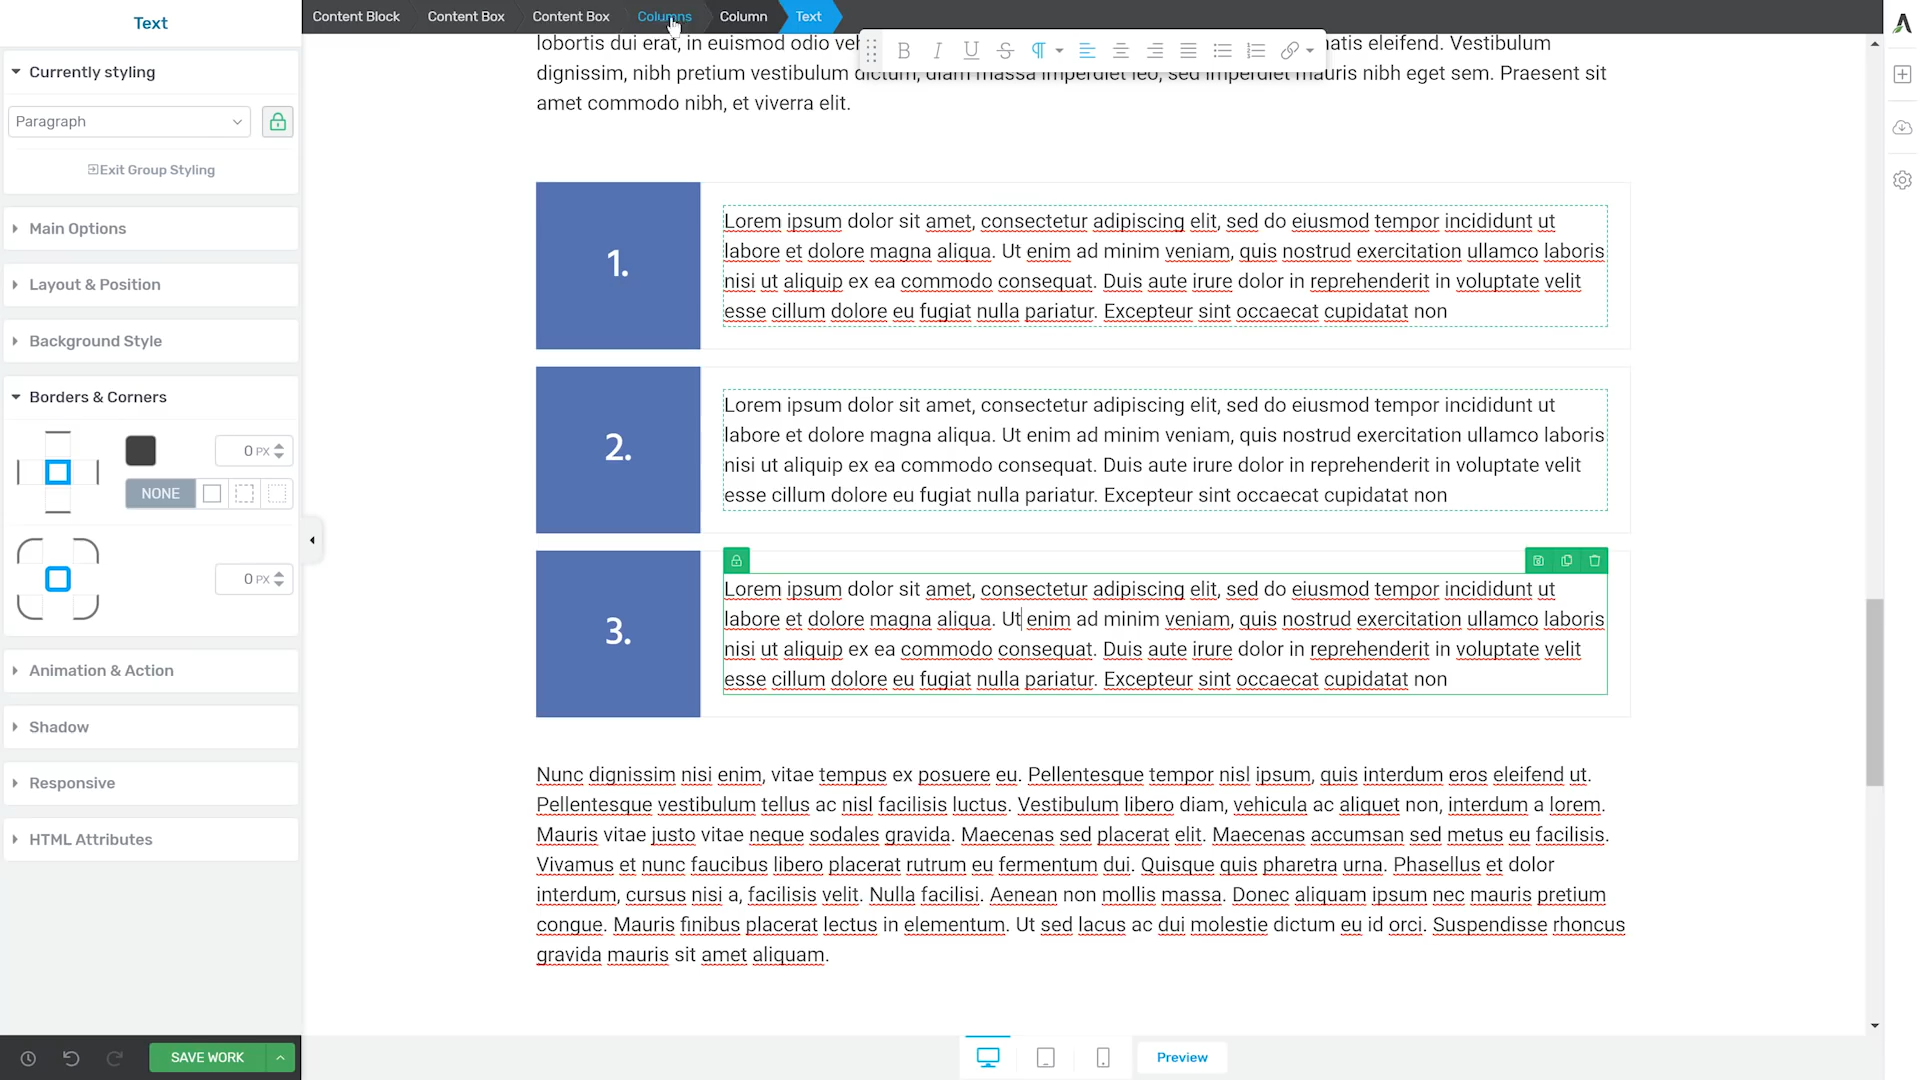 Text
Content Block
Content Box
Content Box
Columns
Column
Text
Currently styling
Paragraph
Exit Group Styling
Main Options
Layout & Position
Background Style
Borders & Corners
0 PX
NONE
0 PX
Animation & Action
Shadow
Responsive
HTML Attributes
SAVE WORK
lobortis dui erat, in euismod odio
eleifend. Vestibulum
dignissim, nibh pretium vestibulum dictum, diam massa imperdiet leo, sed imperdiet mauris nibh eget sem. Praesent sit
amet commodo nibh, et viverra elit.
1.
Lorem ipsum dolor sit amet, consectetur adipiscing elit, sed do eiusmod tempor incididunt ut
labore et dolore magna aliqua. Ut enim ad minim veniam, quis nostrud exercitation ullamco laboris
nisi ut aliquip ex ea commodo consequat. Duis aute irure dolor in reprehenderit in voluptate velit
esse cillum dolore eu fugiat nulla pariatur. Excepteur sint occaecat cupidatat non
2.
Lorem ipsum dolor sit amet, consectetur adipiscing elit, sed do eiusmod tempor incididunt ut
labore et dolore magna aliqua. Ut enim ad minim veniam, quis nostrud exercitation ullamco laboris
nisi ut aliquip ex ea commodo consequat. Duis aute irure dolor in reprehenderit in voluptate velit
esse cillum dolore eu fugiat nulla pariatur. Excepteur sint occaecat cupidatat non
3.
Lorem ipsum dolor sit amet, consectetur adipiscing elit, sed do eiusmod tempor incididunt ut
labore et dolore magna aliqua. Ut enim ad minim veniam, quis nostrud exercitation ullamco laboris
nisi ut aliquip ex ea commodo consequat. Duis aute irure dolor in reprehenderit in voluptate velit
esse cillum dolore eu fugiat nulla pariatur. Excepteur sint occaecat cupidatat non
Nunc dignissim nisi enim, vitae tempus ex posuere eu. Pellentesque tempor nisl ipsum, quis interdum eros eleifend ut.
Pellentesque vestibulum tellus ac nisl facilisis luctus. Vestibulum libero diam, vehicula ac aliquet non, interdum a lorem.
Mauris vitae justo vitae neque sodales gravida. Maecenas sed placerat elit. Maecenas accumsan sed metus eu facilisis.
Vivamus et nunc faucibus libero placerat rutrum eu fermentum dui. Quisque quis pharetra urna. Phasellus et dolor
interdum, cursus nisi a, facilisis velit. Nulla facilisi. Aenean non mollis massa. Donec aliquam ipsum nec mauris pretium
congue. Mauris finibus placerat lectus in elementum. Ut sed lacus ac dui molestie dictum eu id orci. Suspendisse rhoncus
gravida mauris sit amet aliquam.
Preview